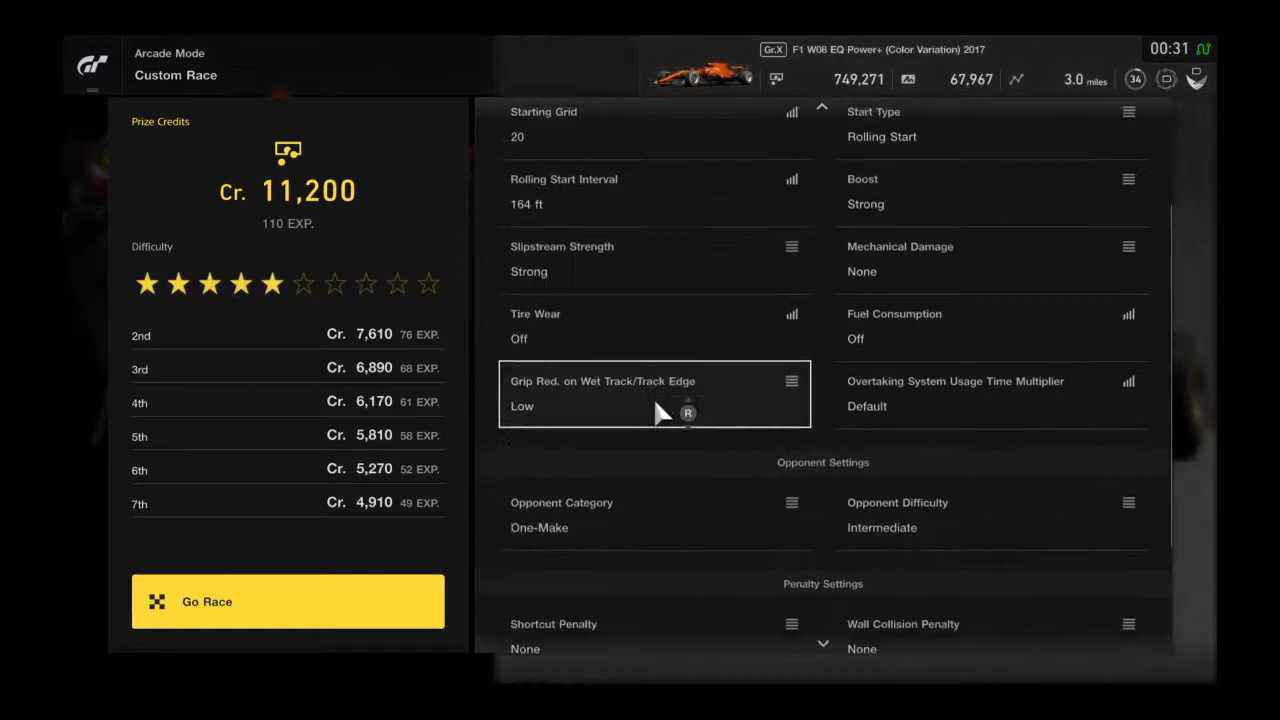 Arcade Mode
Custom Race
Gr.X F1 W08 EQ Power+ (Color Variation) 2017
749,271 67,967 3.0 miles 34
00:31
Prize Credits
Cr. 11,200
110 EXP.
Difficulty
2nd Cr. 7,610 76 EXP.
3rd Cr. 6,890 68 EXP.
4th Cr. 6,170 61 EXP.
5th Cr. 5,810 58 EXP.
6th Cr. 5,270 52 EXP.
7th Cr. 4,910 49 EXP.
Go Race
Starting Grid
20
Start Type
Rolling Start
Rolling Start Interval
164 ft
Boost
Strong
Slipstream Strength
Strong
Mechanical Damage
None
Tire Wear
Off
Fuel Consumption
Off
Grip Red. on Wet Track/Track Edge
Low
R
Overtaking System Usage Time Multiplier
Default
Opponent Settings
Opponent Category
One-Make
Opponent Difficulty
Intermediate
Penalty Settings
Shortcut Penalty
None
Wall Collision Penalty
None